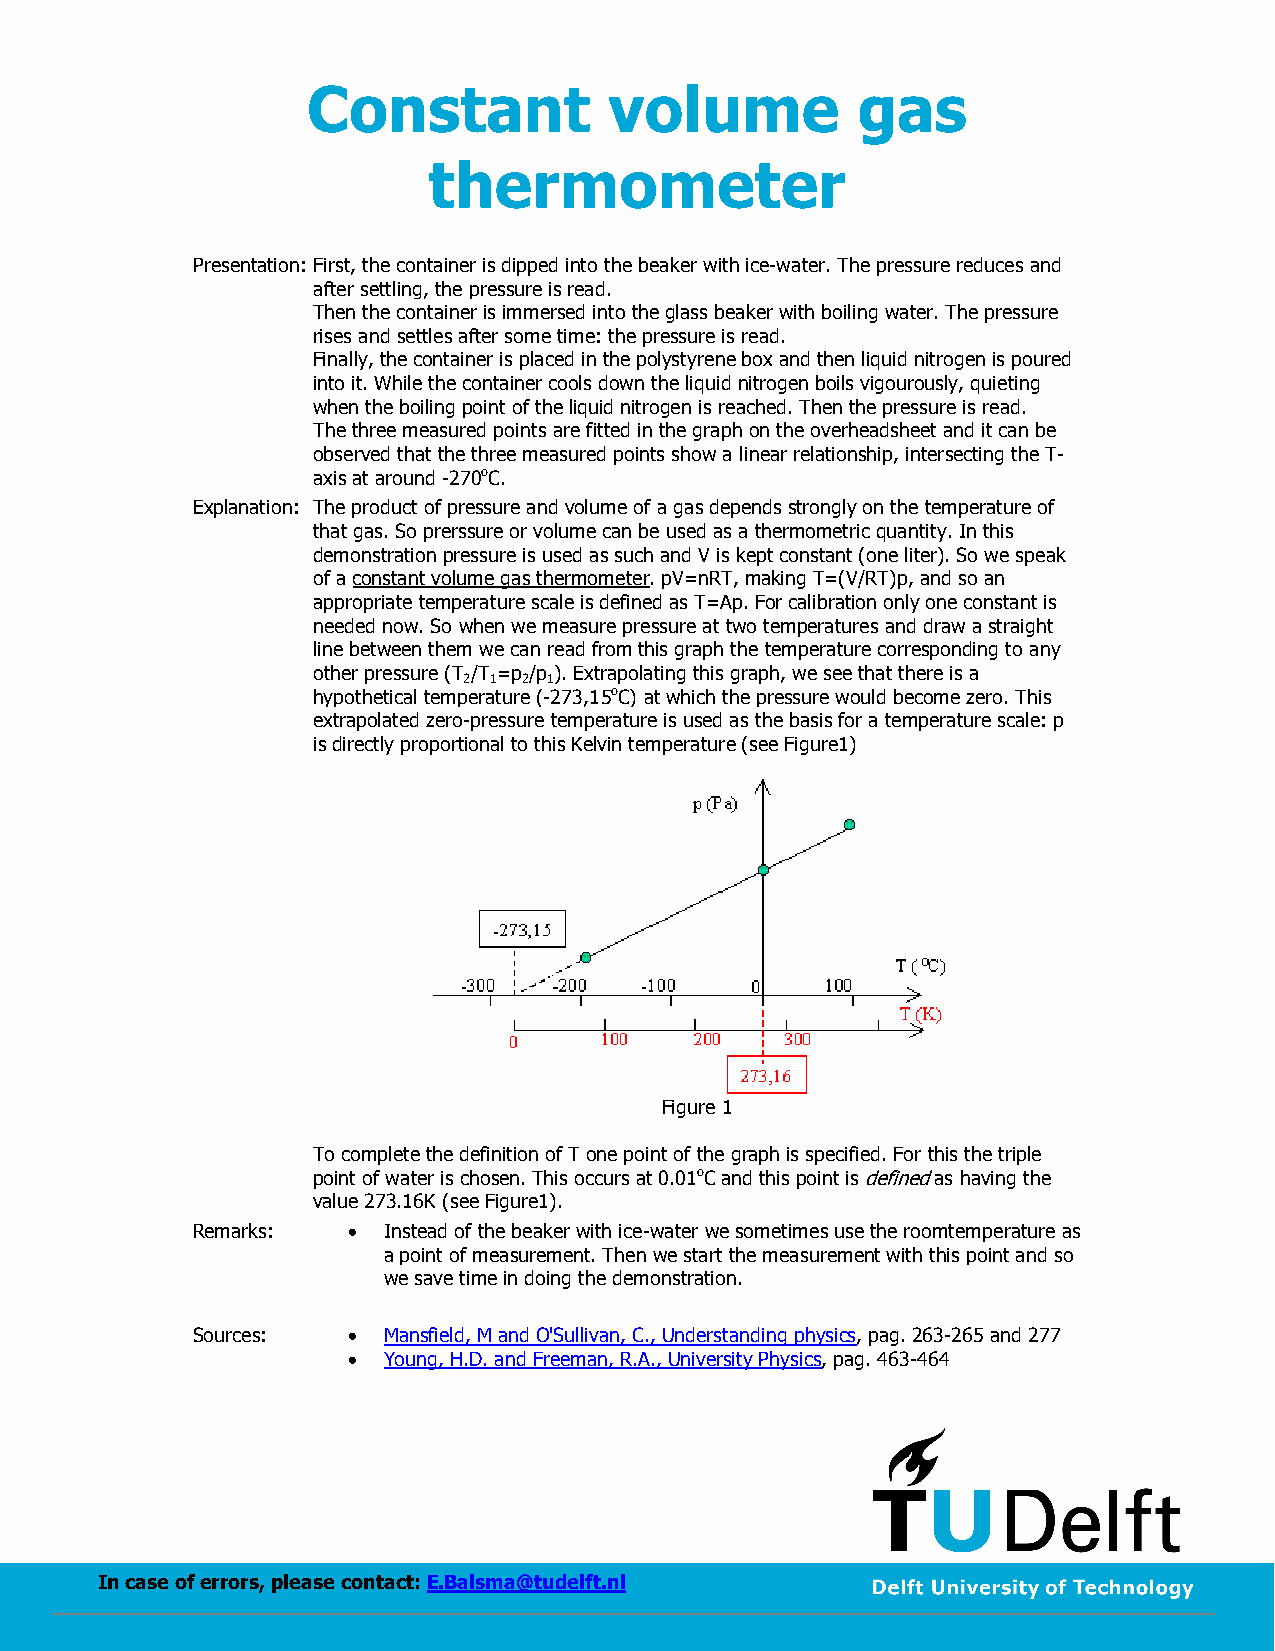 Constant volume gas
thermometer
Presentation: First, the container is dipped into the beaker with ice-water. The pressure reduces and
after settling, the pressure is read.
Then the container is immersed into the glass beaker with boiling water. The pressure
rises and settles after some time: the pressure is read.
Finally, the container is placed in the polystyrene box and then liquid nitrogen is poured
into it. While the container cools down the liquid nitrogen boils vigourously, quieting
when the boiling point of the liquid nitrogen is reached. Then the pressure is read.
The three measured points are fitted in the graph on the overheadsheet and it can be
observed that the three measured points show a linear relationship, intersecting the T-
axis at around -270°C.
Explanation: The product of pressure and volume of a gas depends strongly on the temperature of
that gas. So prerssure or volume can be used as a thermometric quantity. In this
demonstration pressure is used as such and V is kept constant (one liter). So we speak
of a constant volume gas thermometer. pV=nRT, making T=(V/RT)p, and so an
appropriate temperature scale is defined as T=Ap. For calibration only one constant is
needed now. So when we measure pressure at two temperatures and draw a straight
line between them we can read from this graph the temperature corresponding to any
other pressure (T₂/T₁=p₂/p₁). Extrapolating this graph, we see that there is a
hypothetical temperature (-273,15°C) at which the pressure would become zero. This
extrapolated zero-pressure temperature is used as the basis for a temperature scale: p
is directly proportional to this Kelvin temperature (see Figure1)
p (Pa)
-273,15
T (°C)
-300 -200 -100 0 100
T (K)
0 100 200 300
273,16
Figure 1
To complete the definition of T one point of the graph is specified. For this the triple
point of water is chosen. This occurs at 0.01°C and this point is defined as having the
value 273.16K (see Figure1).
Remarks: • Instead of the beaker with ice-water we sometimes use the roomtemperature as
a point of measurement. Then we start the measurement with this point and so
we save time in doing the demonstration.
Sources: • Mansfield, M and O'Sullivan, C., Understanding physics, pag. 263-265 and 277
• Young, H.D. and Freeman, R.A., University Physics, pag. 463-464
TUDelft
In case of errors, please contact: E.Balsma@tudelft.nl
Delft University of Technology